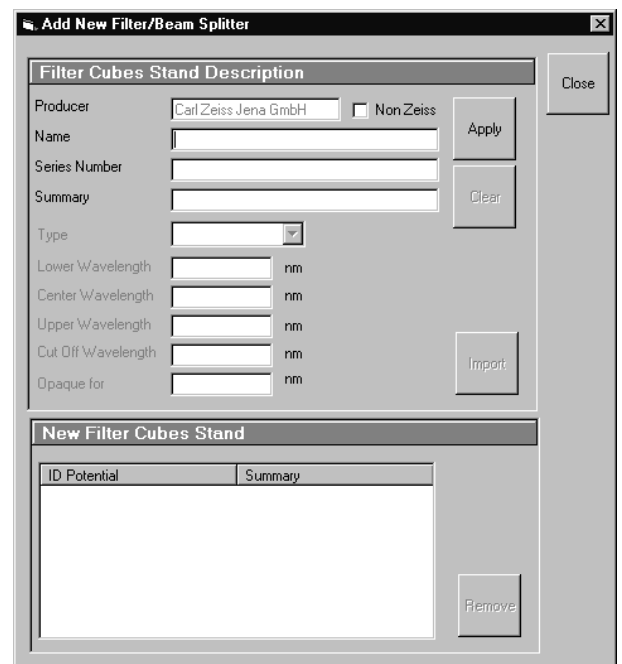 Add New Filter/Beam Splitter
Close
Filter Cubes Stand Description
Producer Carl Zeiss Jena GmbH Non Zeiss
Name Apply
Series Number
Summary Clear
Type
Lower Wavelength nm
Center Wavelength nm
Upper Wavelength nm
Cut Off Wavelength nm
Import
Opaque for nm
New Filter Cubes Stand
ID Potential Summary
Remove